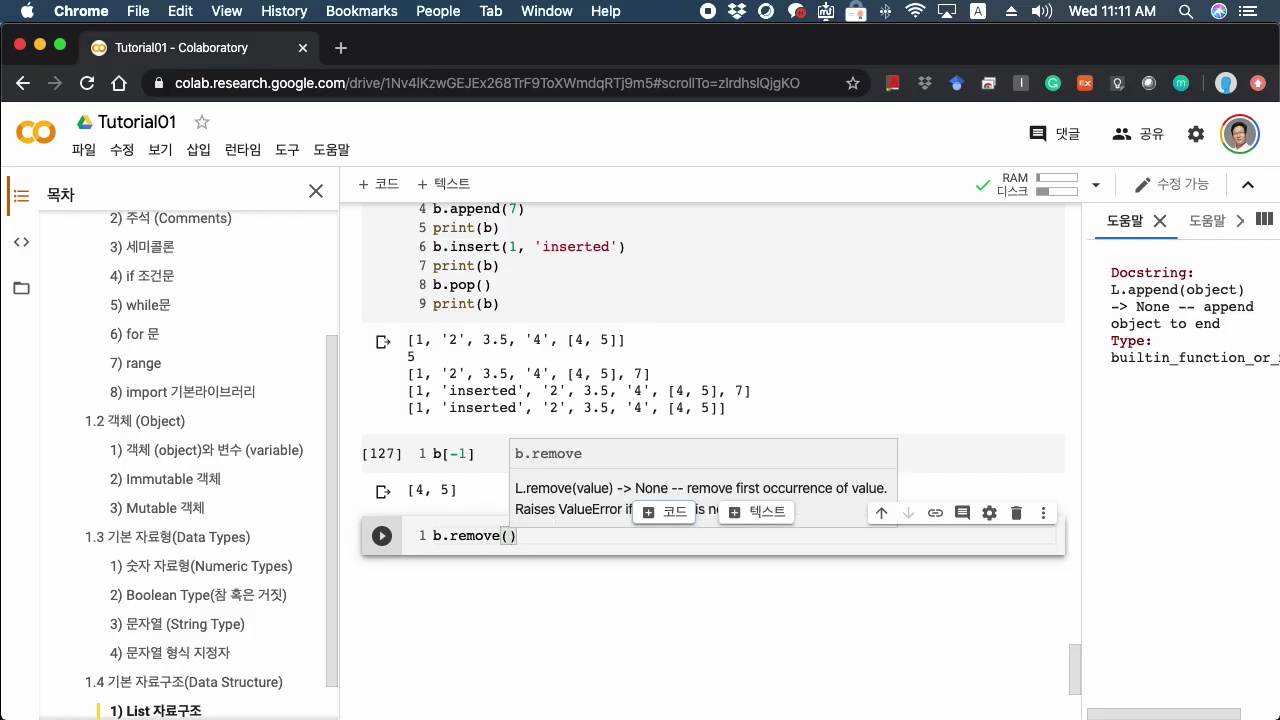 Chrome File Edit View History Bookmarks People Tab Window Help Wed 11:11 AM
Tutorial01 - Colaboratory
colab.research.google.com/drive/1Nv4lKzwGEJEx268TrF9ToXWmdqRTj9m5#scrollTo=zlrdhslQjgKO
Tutorial01
파일 수정 보기 삽입 런타임 도구 도움말
댓글 공유
목차
+ 코드 + 텍스트
RAM
디스크
수정 가능
2) 주석 (Comments)
3) 세미콜론
4) if 조건문
5) while문
6) for 문
7) range
8) import 기본라이브러리
1.2 객체 (Object)
1) 객체 (object)와 변수 (variable)
2) Immutable 객체
3) Mutable 객체
1.3 기본 자료형(Data Types)
1) 숫자 자료형(Numeric Types)
2) Boolean Type(참 혹은 거짓)
3) 문자열 (String Type)
4) 문자열 형식 지정자
1.4 기본 자료구조(Data Structure)
1) List 자료구조
4 b.append(7)
5 print(b)
6 b.insert(1, 'inserted')
7 print(b)
8 b.pop()
9 print(b)
[1, '2', 3.5, '4', [4, 5]]
5
[1, '2', 3.5, '4', [4, 5], 7]
[1, 'inserted', '2', 3.5, '4', [4, 5], 7]
[1, 'inserted', '2', 3.5, '4', [4, 5]]
[127] 1 b[-1]
[4, 5]
b.remove
L.remove(value) -> None -- remove first occurrence of value.
Raises ValueError if
코드
텍스트
1 b.remove()
도움말 도움말
Docstring:
L.append(object)
-> None -- append
object to end
Type:
builtin_function_or_